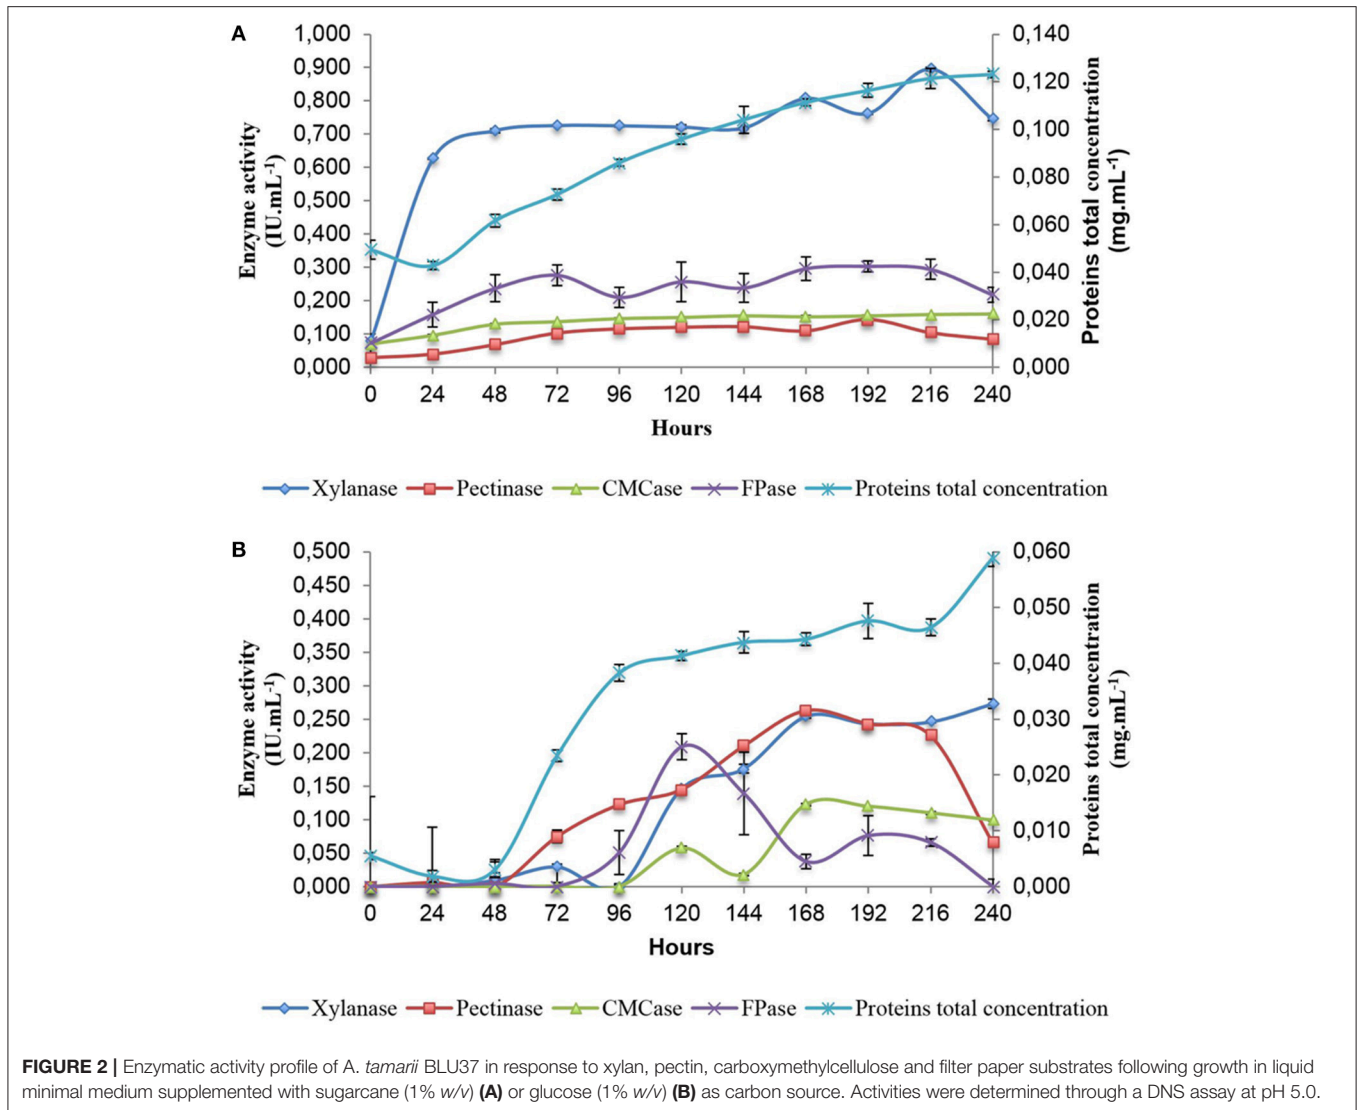 A
1,000
0,900
0,800
0,700
0,600
0,500
0,400
0,300
0,200
0,100
0,000
Enzyme activity
(IU.mL-1)
0,140
0,120
0,100
0,080
0,060
0,040
0,020
0,000
Proteins total concentration
(mg.mL-1)
0 24 48 72 96 120 144 168 192 216 240
Hours
Xylanase Pectinase CMCase FPase Proteins total concentration
B
0,500
0,450
0,400
0,350
0,300
0,250
0,200
0,150
0,100
0,050
0,000
Enzyme activity
(IU.mL-1)
0,060
0,050
0,040
0,030
0,020
0,010
0,000
Proteins total concentration
(mg.mL-1)
0 24 48 72 96 120 144 168 192 216 240
Hours
Xylanase Pectinase CMCase FPase Proteins total concentration
FIGURE 2 | Enzymatic activity profile of A. tamarii BLU37 in response to xylan, pectin, carboxymethylcellulose and filter paper substrates following growth in liquid
minimal medium supplemented with sugarcane (1% w/v) (A) or glucose (1% w/v) (B) as carbon source. Activities were determined through a DNS assay at pH 5.0.